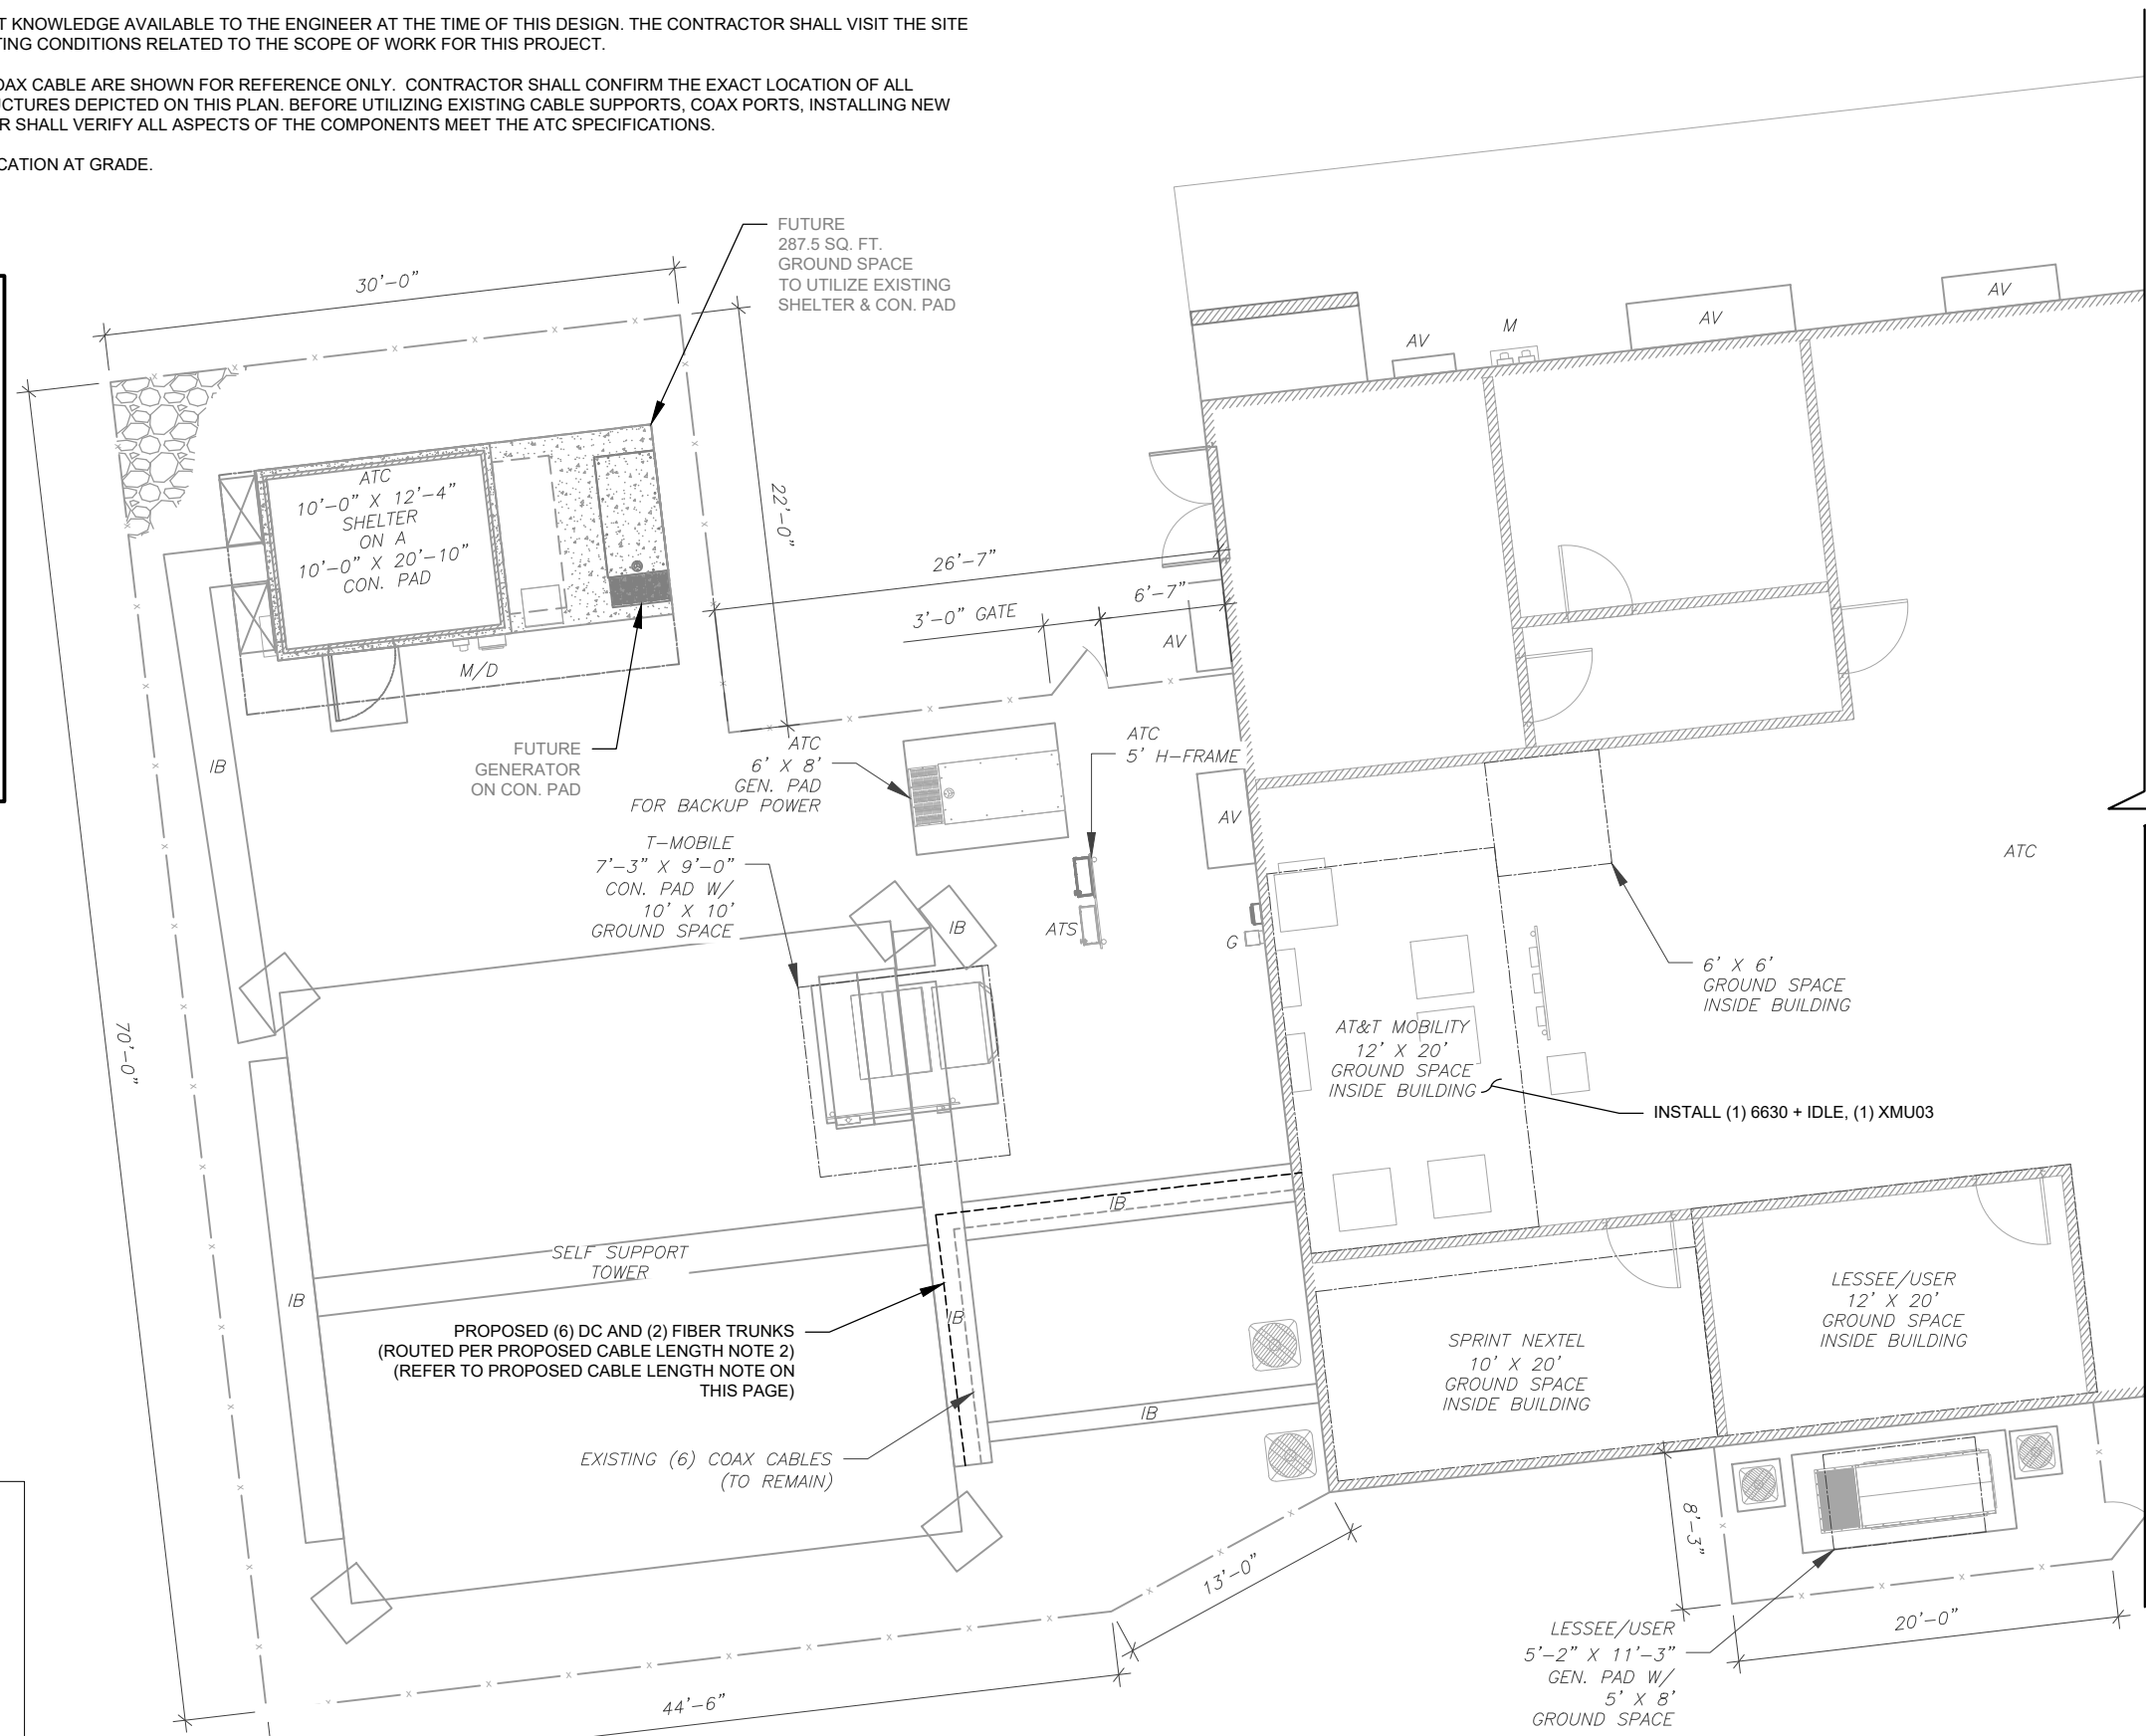 T KNOWLEDGE AVAILABLE TO THE ENGINEER AT THE TIME OF THIS DESIGN. THE CONTRACTOR SHALL VISIT THE SITE
TING CONDITIONS RELATED TO THE SCOPE OF WORK FOR THIS PROJECT.
OAX CABLE ARE SHOWN FOR REFERENCE ONLY. CONTRACTOR SHALL CONFIRM THE EXACT LOCATION OF ALL
UCTURES DEPICTED ON THIS PLAN. BEFORE UTILIZING EXISTING CABLE SUPPORTS, COAX PORTS, INSTALLING NEW
R SHALL VERIFY ALL ASPECTS OF THE COMPONENTS MEET THE ATC SPECIFICATIONS.
CATION AT GRADE.
FUTURE
287.5 SQ. FT.
GROUND SPACE
TO UTILIZE EXISTING
SHELTER & CON. PAD
30'-0"
AV
AV
M
AV
ATC
10'-0" X 12'-4"
SHELTER
ON A
10'-0" X 20'-10"
CON. PAD
22'-0"
26'-7"
6'-7"
3'-0" GATE
AV
M/D
IB
FUTURE
GENERATOR
ON CON. PAD
ATC
6' X 8'
GEN. PAD
FOR BACKUP POWER
ATC
5' H-FRAME
AV
T-MOBILE
7'-3" X 9'-0"
CON. PAD W/
10' X 10'
GROUND SPACE
IB
ATS
G
ATC
6' X 6'
GROUND SPACE
INSIDE BUILDING
70'-0"
AT&T MOBILITY
12' X 20'
GROUND SPACE
INSIDE BUILDING
INSTALL (1) 6630 + IDLE, (1) XMU03
IB
SELF SUPPORT
TOWER
IB
IB
PROPOSED (6) DC AND (2) FIBER TRUNKS
(ROUTED PER PROPOSED CABLE LENGTH NOTE 2)
(REFER TO PROPOSED CABLE LENGTH NOTE ON
THIS PAGE)
LESSEE/USER
12' X 20'
GROUND SPACE
INSIDE BUILDING
SPRINT NEXTEL
10' X 20'
GROUND SPACE
INSIDE BUILDING
IB
EXISTING (6) COAX CABLES
(TO REMAIN)
8'-3"
13'-0"
20'-0"
LESSEE/USER
5'-2" X 11'-3"
GEN. PAD W/
5' X 8'
GROUND SPACE
44'-6"